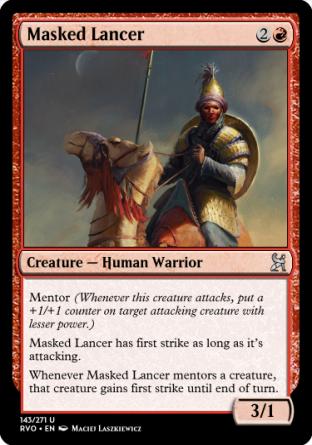 Masked Lancer 2
Creature — Human Warrior
Mentor (Whenever this creature attacks, put a
+1/+1 counter on target attacking creature with
lesser power.)
Masked Lancer has first strike as long as it's
attacking.
Whenever Masked Lancer mentors a creature,
that creature gains first strike until end of turn.
3/1
143/271 U
RVO • EN Maciej Laszkiewicz